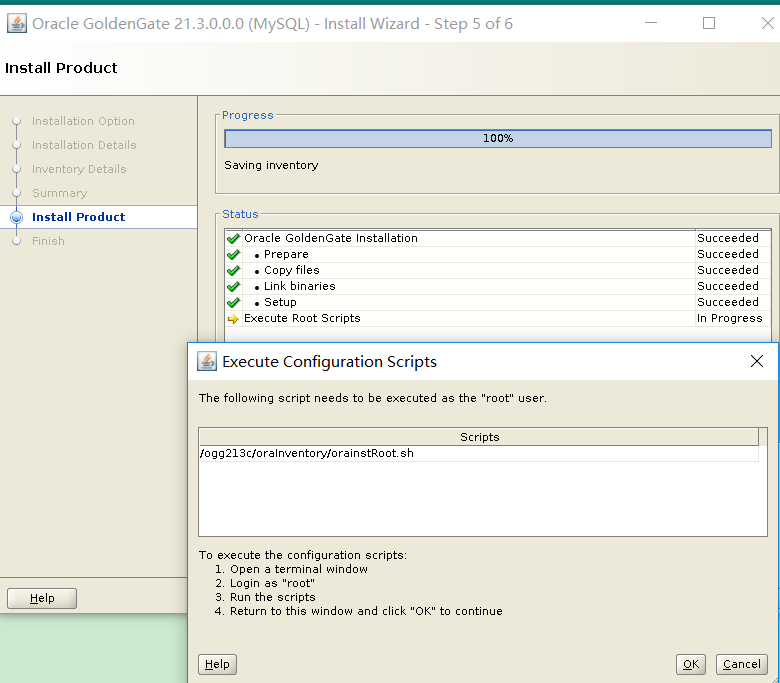 Oracle GoldenGate 21.3.0.0.0 (MySQL) - Install Wizard - Step 5 of 6
Install Product
Installation Option
Installation Details
Inventory Details
Summary
Install Product
Finish
Progress
100%
Saving inventory
Status
Oracle GoldenGate Installation Succeeded
• Prepare Succeeded
• Copy files Succeeded
• Link binaries Succeeded
• Setup Succeeded
Execute Root Scripts In Progress
Help
Execute Configuration Scripts
The following script needs to be executed as the "root" user.
Scripts
/ogg213c/oraInventory/orainstRoot.sh
To execute the configuration scripts:
1. Open a terminal window
2. Login as "root"
3. Run the scripts
4. Return to this window and click "OK" to continue
Help OK Cancel